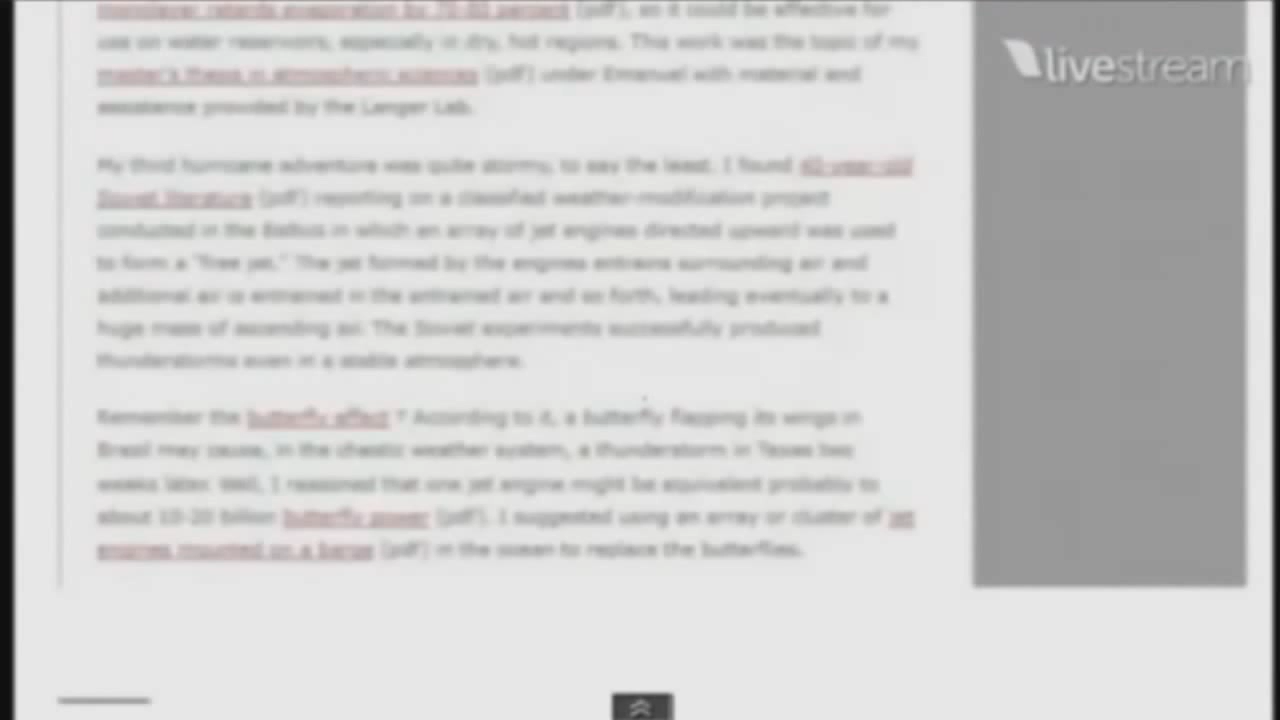 monolayer retards evaporation by 70-80 percent (pdf), so it could be effective for
livestream
use on water reservoirs, especially in dry, hot regions. This work was the topic of my
master's thesis in atmospheric sciences (pdf) under Emanuel with material and
assistance provided by the Langer Lab.
My third hurricane adventure was quite stormy, to say the least. I found 40-year-old
Soviet literature (pdf) reporting on a classified weather-modification project
conducted in the Baltics in which an array of jet engines directed upward was used
to form a "free jet." The jet formed by the engines entrains surrounding air and
additional air is entrained in the entrained air and so forth, leading eventually to a
huge mass of ascending air. The Soviet experiments successfully produced
thunderstorms even in a stable atmosphere.
Remember the butterfly effect ? According to it, a butterfly flapping its wings in
Brazil may cause, in the chaotic weather system, a thunderstorm in Texas two
weeks later. Well, I reasoned that one jet engine might be equivalent probably to
about 10-20 billion butterfly power (pdf). I suggested using an array or cluster of jet
engines mounted on a barge (pdf) in the ocean to replace the butterflies.